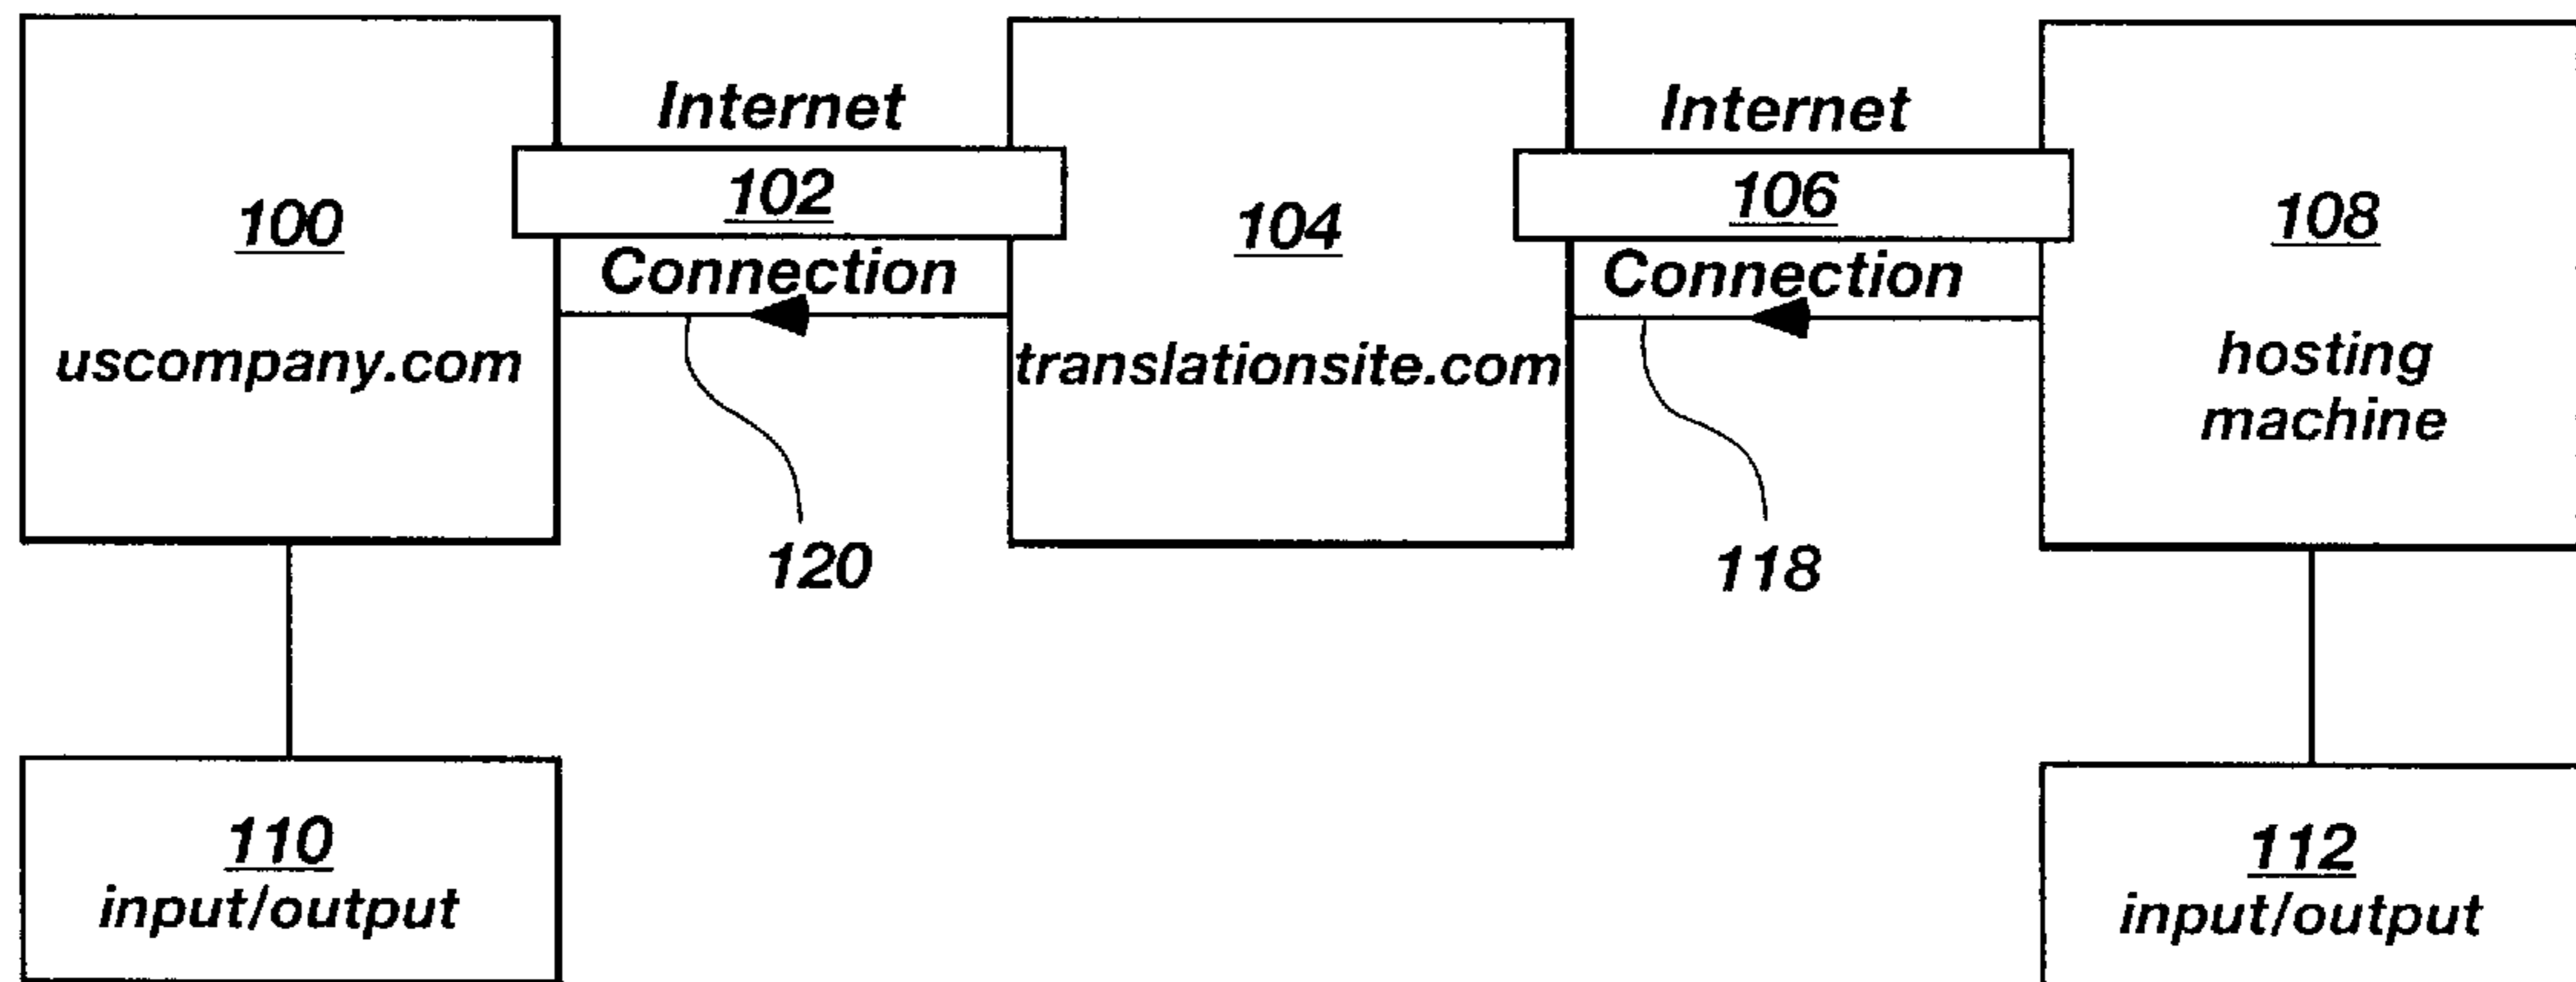 Internet
102
Connection
100
uscompany.com
120
104
translationsite.com
Internet
106
Connection
118
108
hosting
machine
110
input/output
112
input/output